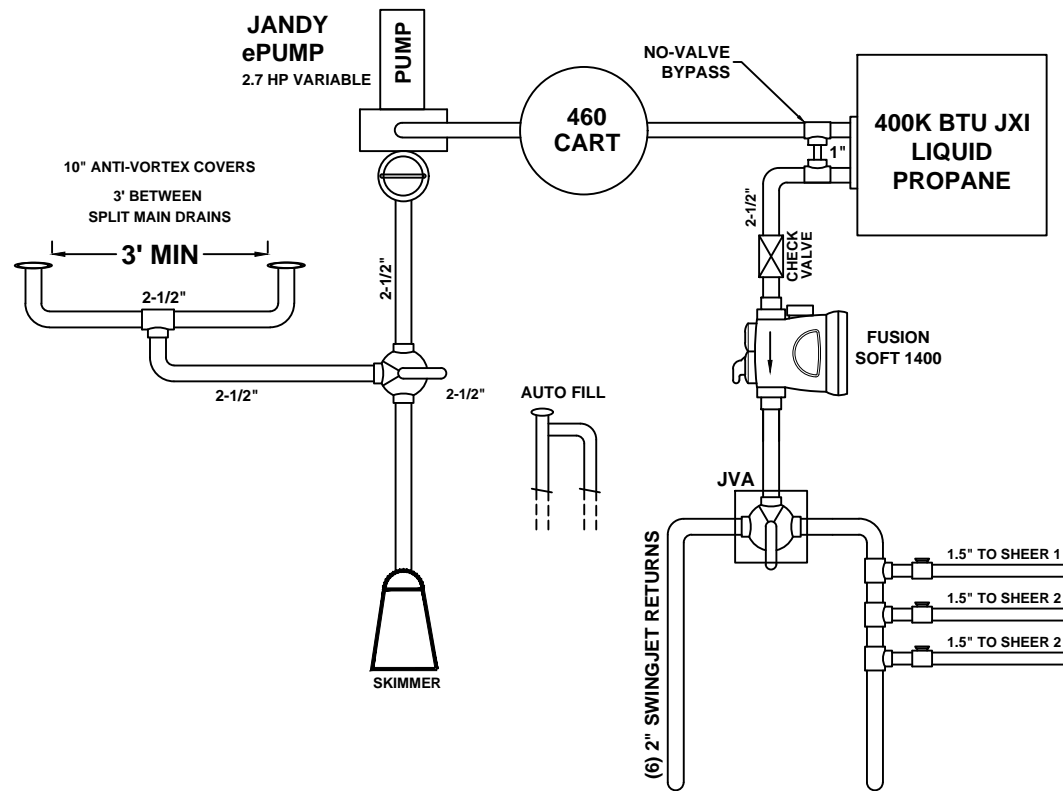 JANDY
ePUMP
2.7 HP VARIABLE
PUMP
460
CART
NO-VALVE
BYPASS
400K BTU JXI
LIQUID
PROPANE
1"
2-1/2"
CHECK
VALVE
10" ANTI-VORTEX COVERS
3' BETWEEN
SPLIT MAIN DRAINS
3' MIN
2-1/2"
2-1/2"
2-1/2"
2-1/2"
FUSION
SOFT 1400
AUTO FILL
JVA
(6) 2" SWINGJET RETURNS
1.5" TO SHEER 1
1.5" TO SHEER 2
1.5" TO SHEER 2
SKIMMER